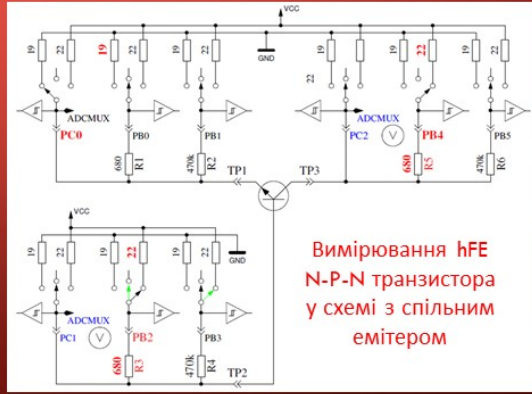 VCC
19
22
19
22
19
22
GND
19
22
19
22
19
22
ADCMUX
ADCMUX
PC0
PB0
PB1
PC2
V
PB4
PB5
680
R1
470k
R2
680
R5
470k
R6
TP1
TP3
VCC
19
22
19
22
19
22
GND
ADCMUX
PC1
V
PB2
PB3
680
R3
470k
R4
TP2
Вимірювання hFE
N-P-N транзистора
у схемі з спільним
емітером